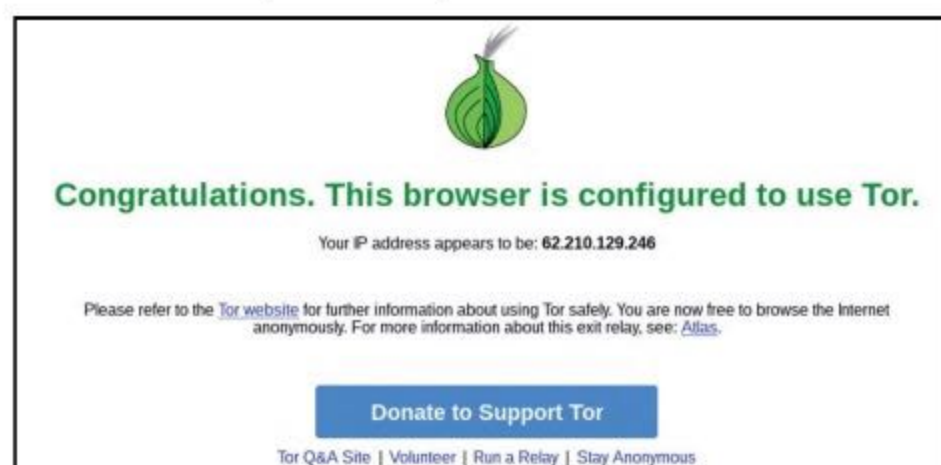 Congratulations. This browser is configured to use Tor.
Your IP address appears to be: 62.210.129.246
Please refer to the Tor website for further information about using Tor safely. You are now free to browse the Internet
anonymously. For more information about this exit relay, see: Atlas.
Donate to Support Tor
Tor Q&A Site | Volunteer | Run a Relay | Stay Anonymous